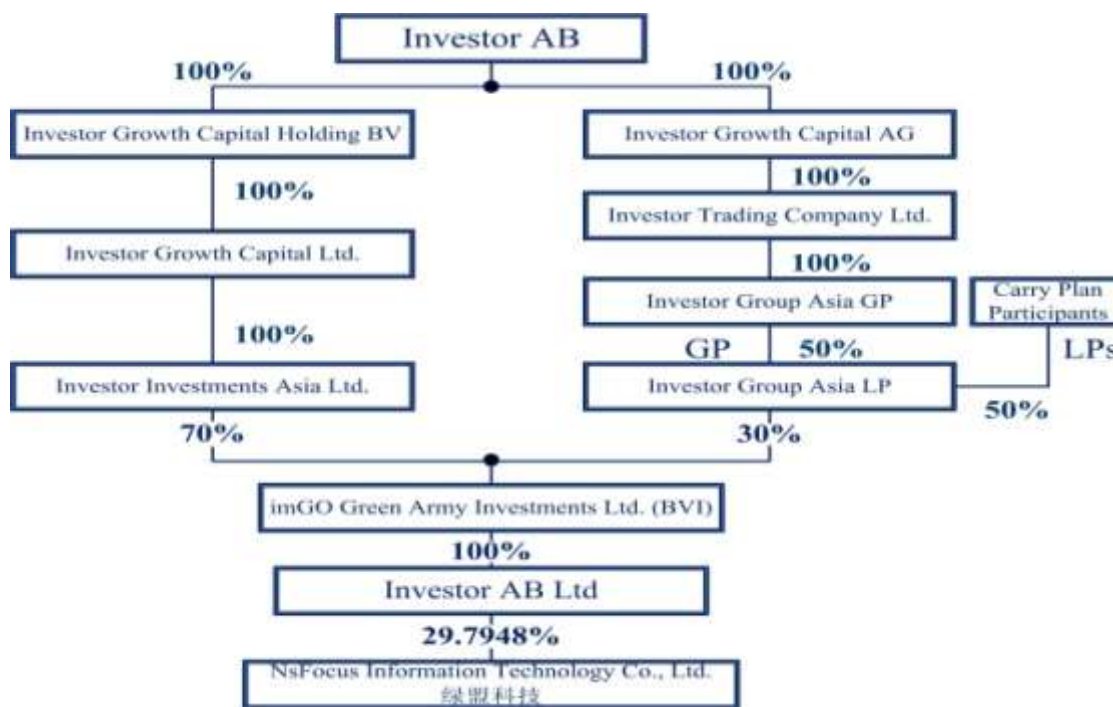 Investor AB
100%
100%
Investor Growth Capital Holding BV
Investor Growth Capital AG
100%
100%
Investor Trading Company Ltd.
Investor Growth Capital Ltd.
100%
Investor Group Asia GP
Carry Plan
Participants
100%
GP
50%
LPs
Investor Investments Asia Ltd.
Investor Group Asia LP
50%
70%
30%
imGO Green Army Investments Ltd. (BVI)
100%
Investor AB Ltd
29.7948%
NsFocus Information Technology Co., Ltd.
绿盟科技